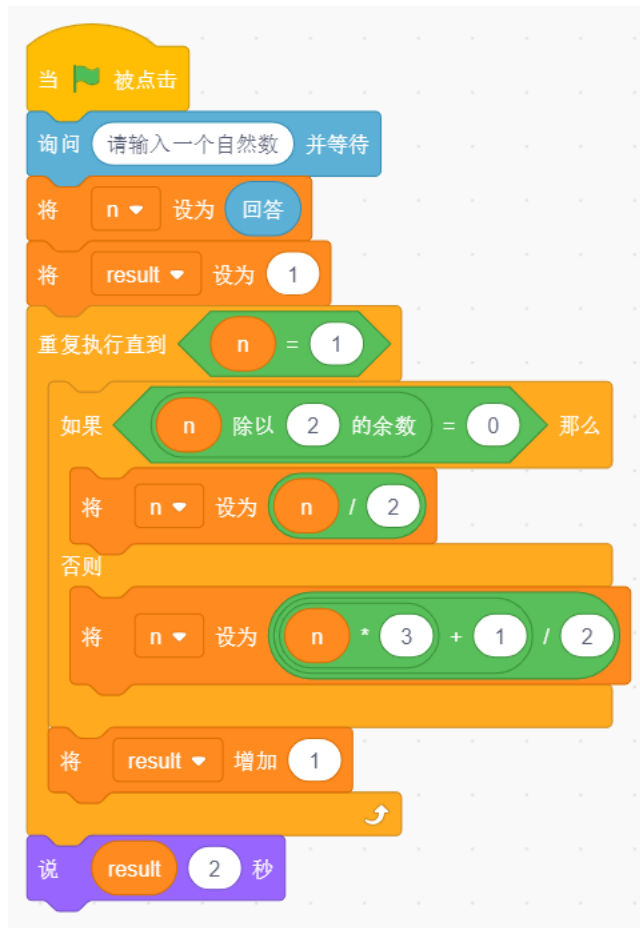 当 被点击
询问 请输入一个自然数 并等待
将 n 设为 回答
将 result 设为 1
重复执行直到 n = 1
如果 n 除以 2 的余数 = 0 那么
将 n 设为 n / 2
否则
将 n 设为 n * 3 + 1 / 2
将 result 增加 1
说 result 2 秒